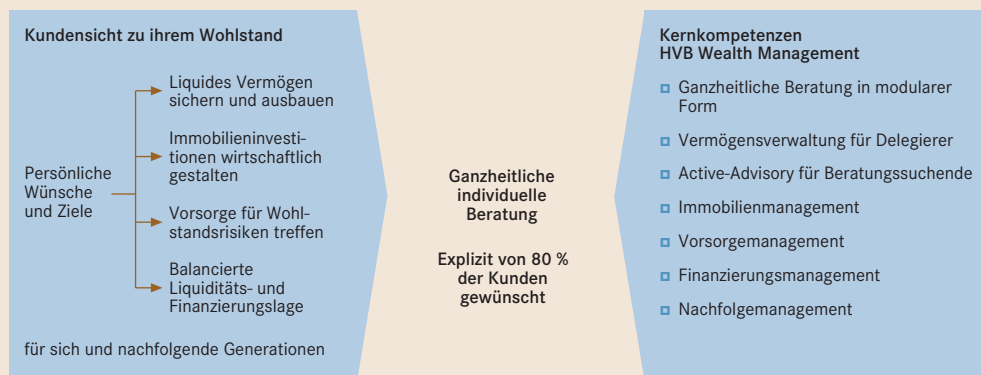 Kundensicht zu ihrem Wohlstand
Persönliche
Wünsche
und Ziele
Liquides Vermögen
sichern und ausbauen
Immobilieninvesti-
tionen wirtschaftlich
gestalten
Vorsorge für Wohl-
standsrisiken treffen
Balancierte
Liquiditäts- und
Finanzierungslage
für sich und nachfolgende Generationen
Ganzheitliche
individuelle
Beratung
Explizit von 80 %
der Kunden
gewünscht
Kernkompetenzen
HVB Wealth Management
Ganzheitliche Beratung in modularer
Form
Vermögensverwaltung für Delegierer
Active-Advisory für Beratungssuchende
Immobilienmanagement
Vorsorgemanagement
Finanzierungsmanagement
Nachfolgemanagement